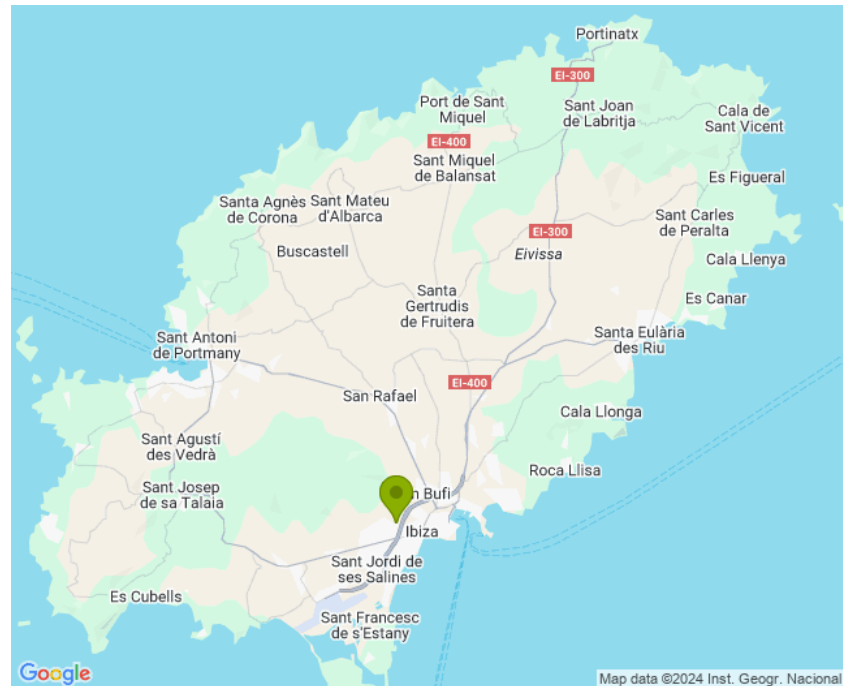 Portinatx
EI-300
Port de Sant
Miquel
Sant Joan
de Labritja
Cala de
Sant Vicent
EI-400
Sant Miquel
de Balansat
Es Figueral
Santa Agnès
de Corona
Sant Mateu
d'Albarca
Sant Carles
de Peralta
EI-300
Buscastell
Eivissa
Cala Llenya
Santa
Gertrudis
de Fruitera
Es Canar
Sant Antoni
de Portmany
Santa Eulària
des Riu
EI-400
San Rafael
Cala Llonga
Sant Agustí
des Vedrà
Roca Llisa
Sant Josep
de sa Talaia
Bufi
Ibiza
Sant Jordi de
ses Salines
Es Cubells
Sant Francesc
de s'Estany
Google
Map data ©2024 Inst. Geogr. Nacional